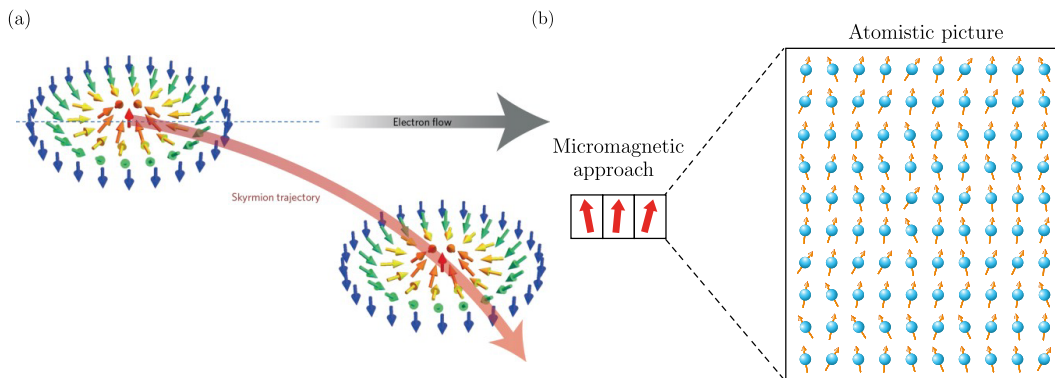 (a)
Electron flow
Skyrmion trajectory
(b)
Micromagnetic
approach
Atomistic picture